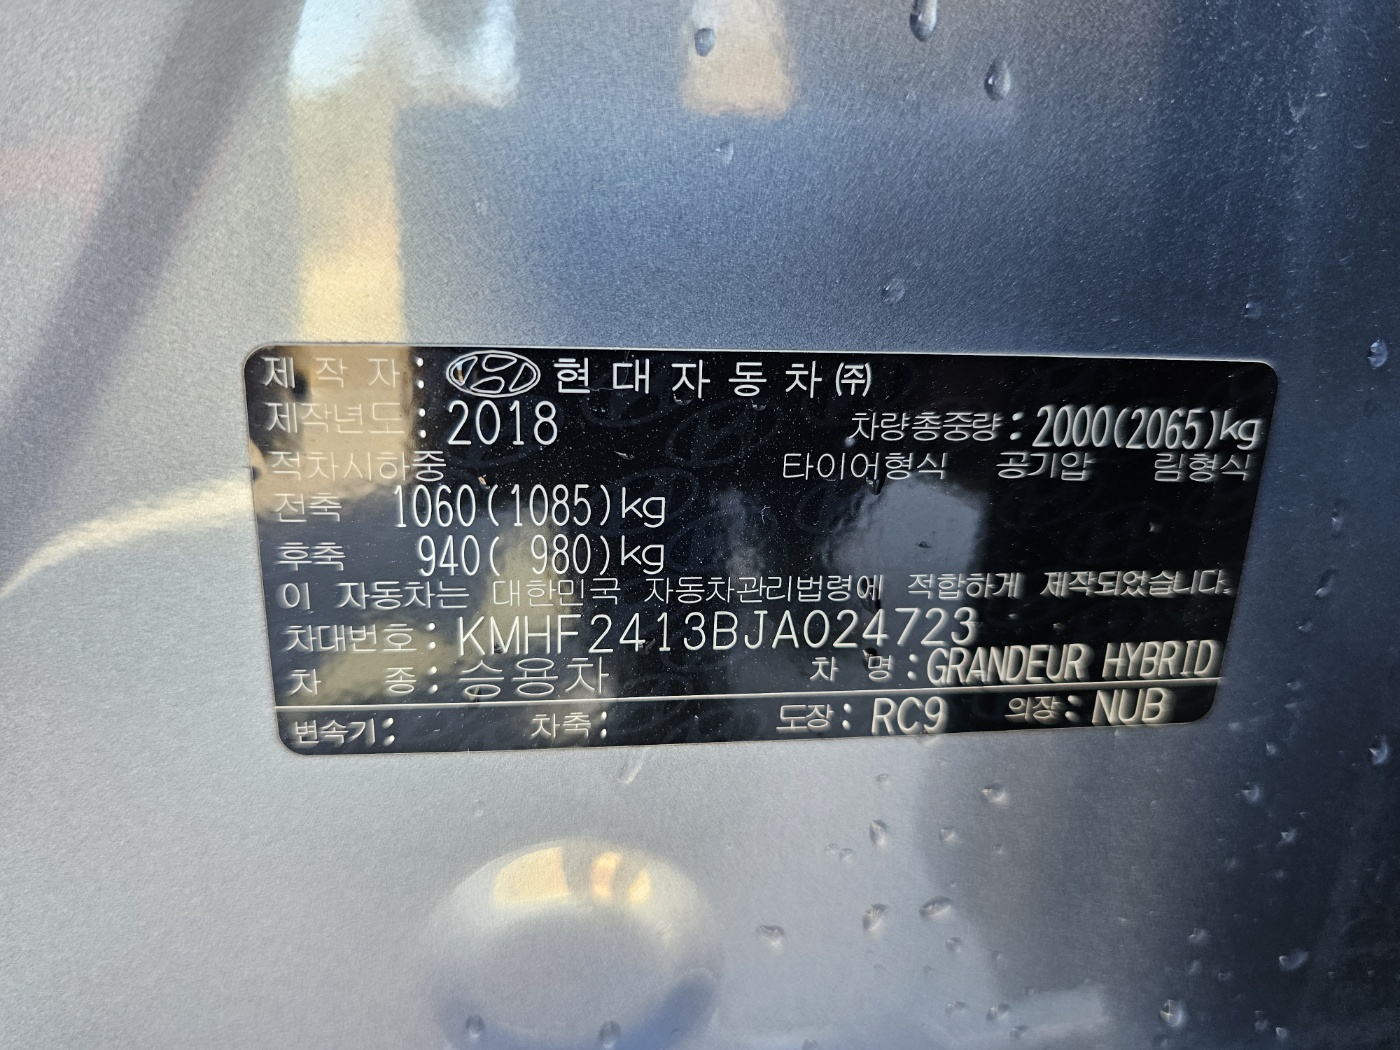 제 작 자 : 현 대 자 동 차 ㈜
제작년도 : 2018 차량총중량 : 2000(2065)kg
적차시하중 타이어형식 공기압 림형식
전축 1060(1085)kg
후축 940( 980)kg
이 자동차는 대한민국 자동차관리법령에 적합하게 제작되었습니다.
차대번호 : KMHF2413BJA024723
차 종 : 승용차 차 명 : GRANDEUR HYBRID
변속기 : 차축 : 도장 : RC9 의장 : NUB